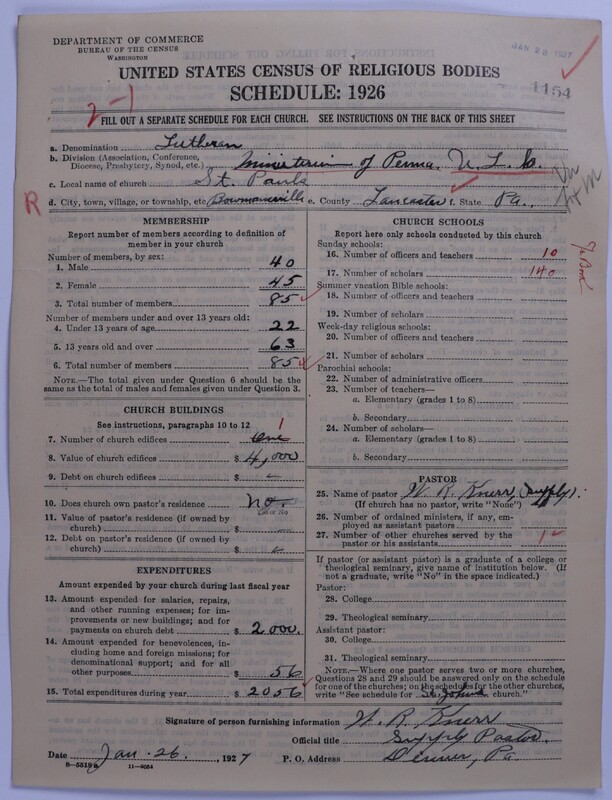 DEPARTMENT OF COMMERCE
BUREAU OF THE CENSUS
WASHINGTON
JAN 28 1927
UNITED STATES CENSUS OF RELIGIOUS BODIES
SCHEDULE: 1926
1154
2-1
FILL OUT A SEPARATE SCHEDULE FOR EACH CHURCH. SEE INSTRUCTIONS ON THE BACK OF THIS SHEET
a. Denomination Lutheran
b. Division (Association, Conference, Diocese, Presbytery, Synod, etc.) Ministerium of Penna. U. L. C.
c. Local name of church St. Pauls
R
d. City, town, village, or township, etc. Bowmansville e. County Lancaster f. State Pa.
MEMBERSHIP
Report number of members according to definition of
member in your church
Number of members, by sex:
1. Male 40
2. Female 45
3. Total number of members 85
Number of members under and over 13 years old:
4. Under 13 years of age 22
5. 13 years old and over 63
6. Total number of members 85
NOTE.—The total given under Question 6 should be
the same as the total of males and females given under Question 3.
CHURCH BUILDINGS
See instructions, paragraphs 10 to 12
7. Number of church edifices One 1
8. Value of church edifices $ 4,000
9. Debt on church edifices $ -
10. Does church own pastor's residence No.
Yes or No
11. Value of pastor's residence (if owned by
church) $ -
12. Debt on pastor's residence (if owned by
church) $ -
EXPENDITURES
Amount expended by your church during last fiscal year
13. Amount expended for salaries, repairs,
and other running expenses; for im-
provements or new buildings; and for
payments on church debt $ 2,000.
14. Amount expended for benevolences, in-
cluding home and foreign missions; for
denominational support; and for all
other purposes $ 56
15. Total expenditures during year $ 2056
CHURCH SCHOOLS
Report here only schools conducted by this church
Sunday schools:
16. Number of officers and teachers 10
17. Number of scholars 140
Summer vacation Bible schools:
18. Number of officers and teachers
19. Number of scholars
Week-day religious schools:
20. Number of officers and teachers
21. Number of scholars
Parochial schools:
22. Number of administrative officers
23. Number of teachers—
a. Elementary (grades 1 to 8)
b. Secondary
24. Number of scholars—
a. Elementary (grades 1 to 8)
b. Secondary
PASTOR
25. Name of pastor W. R. Knerr, (supply).
(If church has no pastor, write "None")
26. Number of ordained ministers, if any, em-
ployed as assistant pastors
27. Number of other churches served by the
pastor or his assistants 1
If pastor (or assistant pastor) is a graduate of a college or
theological seminary, give name of institution below. (If
not a graduate, write "No" in the space indicated.)
Pastor:
28. College
29. Theological seminary
Assistant pastor:
30. College
31. Theological seminary
NOTE.—Where one pastor serves two or more churches,
Questions 28 and 29 should be answered only on the schedule
for one of the churches; on the schedules for the other churches,
write "See schedule for St. Johns church."
Signature of person furnishing information W. R. Knerr
Official title Supply Pastor
Date Jan. 26, 1927 P. O. Address Denver, Pa.
8-5319a 11-9054